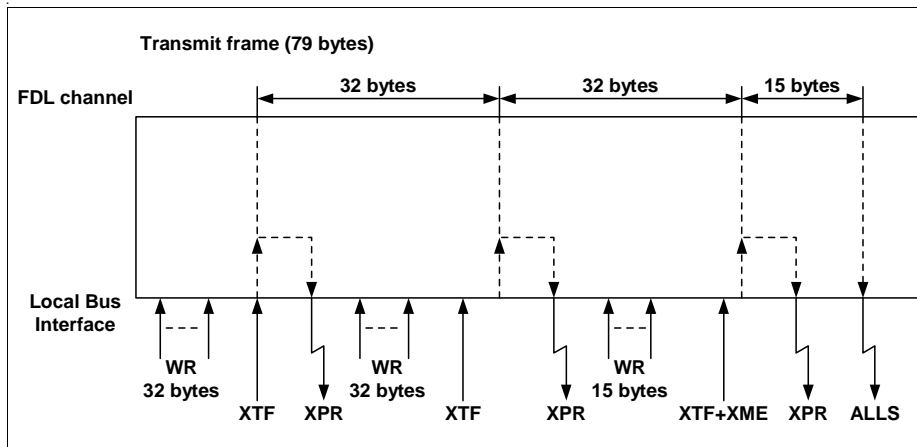 Transmit frame (79 bytes)
32 bytes
32 bytes
15 bytes
FDL channel
Local Bus
Interface
WR
32 bytes
WR
32 bytes
WR
15 bytes
XTF
XPR
XTF
XPR
XTF+XME
XPR
ALLS